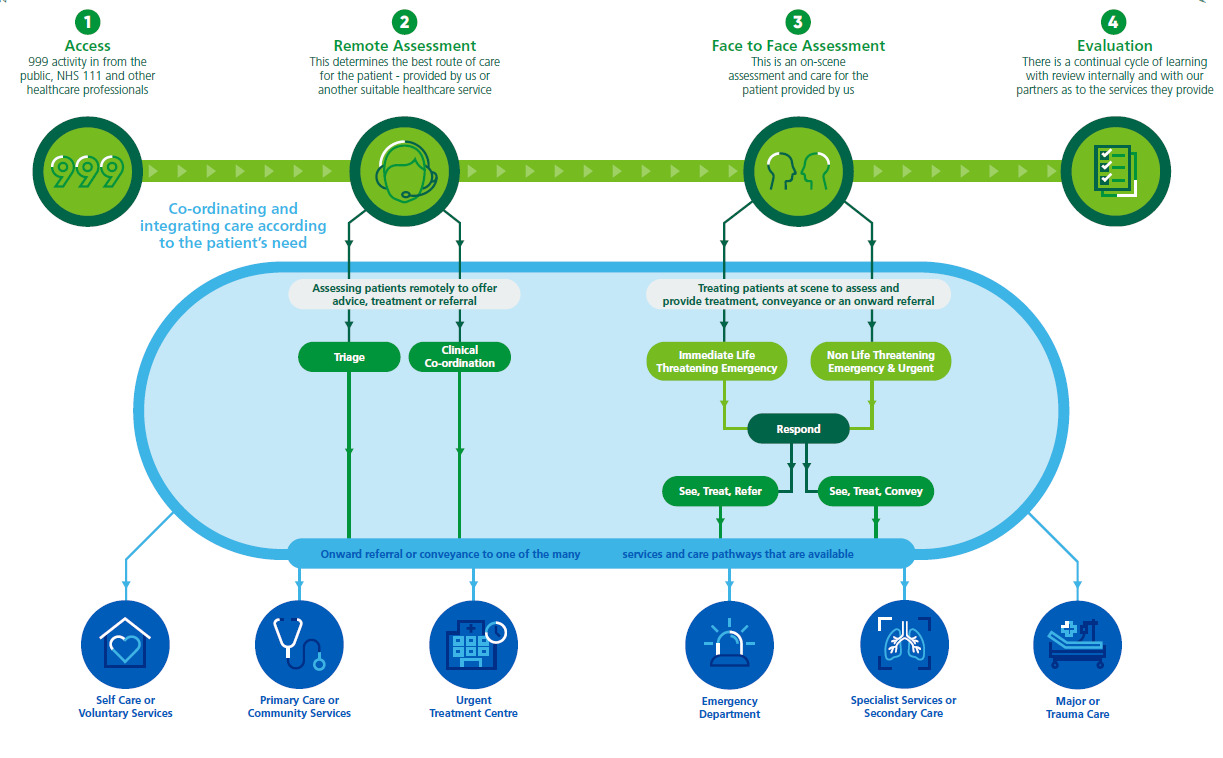 1
Access
999 activity in from the
public, NHS 111 and other
healthcare professionals
2
Remote Assessment
This determines the best route of care
for the patient - provided by us or
another suitable healthcare service
3
Face to Face Assessment
This is an on-scene
assessment and care for the
patient provided by us
4
Evaluation
There is a continual cycle of learning
with review internally and with our
partners as to the services they provide
999
Co-ordinating and
integrating care according
to the patient's need
Assessing patients remotely to offer
advice, treatment or referral
Treating patients at scene to assess and
provide treatment, conveyance or an onward referral
Triage
Clinical
Co-ordination
Immediate Life
Threatening Emergency
Non Life Threatening
Emergency & Urgent
Respond
See, Treat, Refer
See, Treat, Convey
Onward referral or conveyance to one of the many services and care pathways that are available
Self Care or
Voluntary Services
Primary Care or
Community Services
Urgent
Treatment Centre
Emergency
Department
Specialist Services or
Secondary Care
Major or
Trauma Care